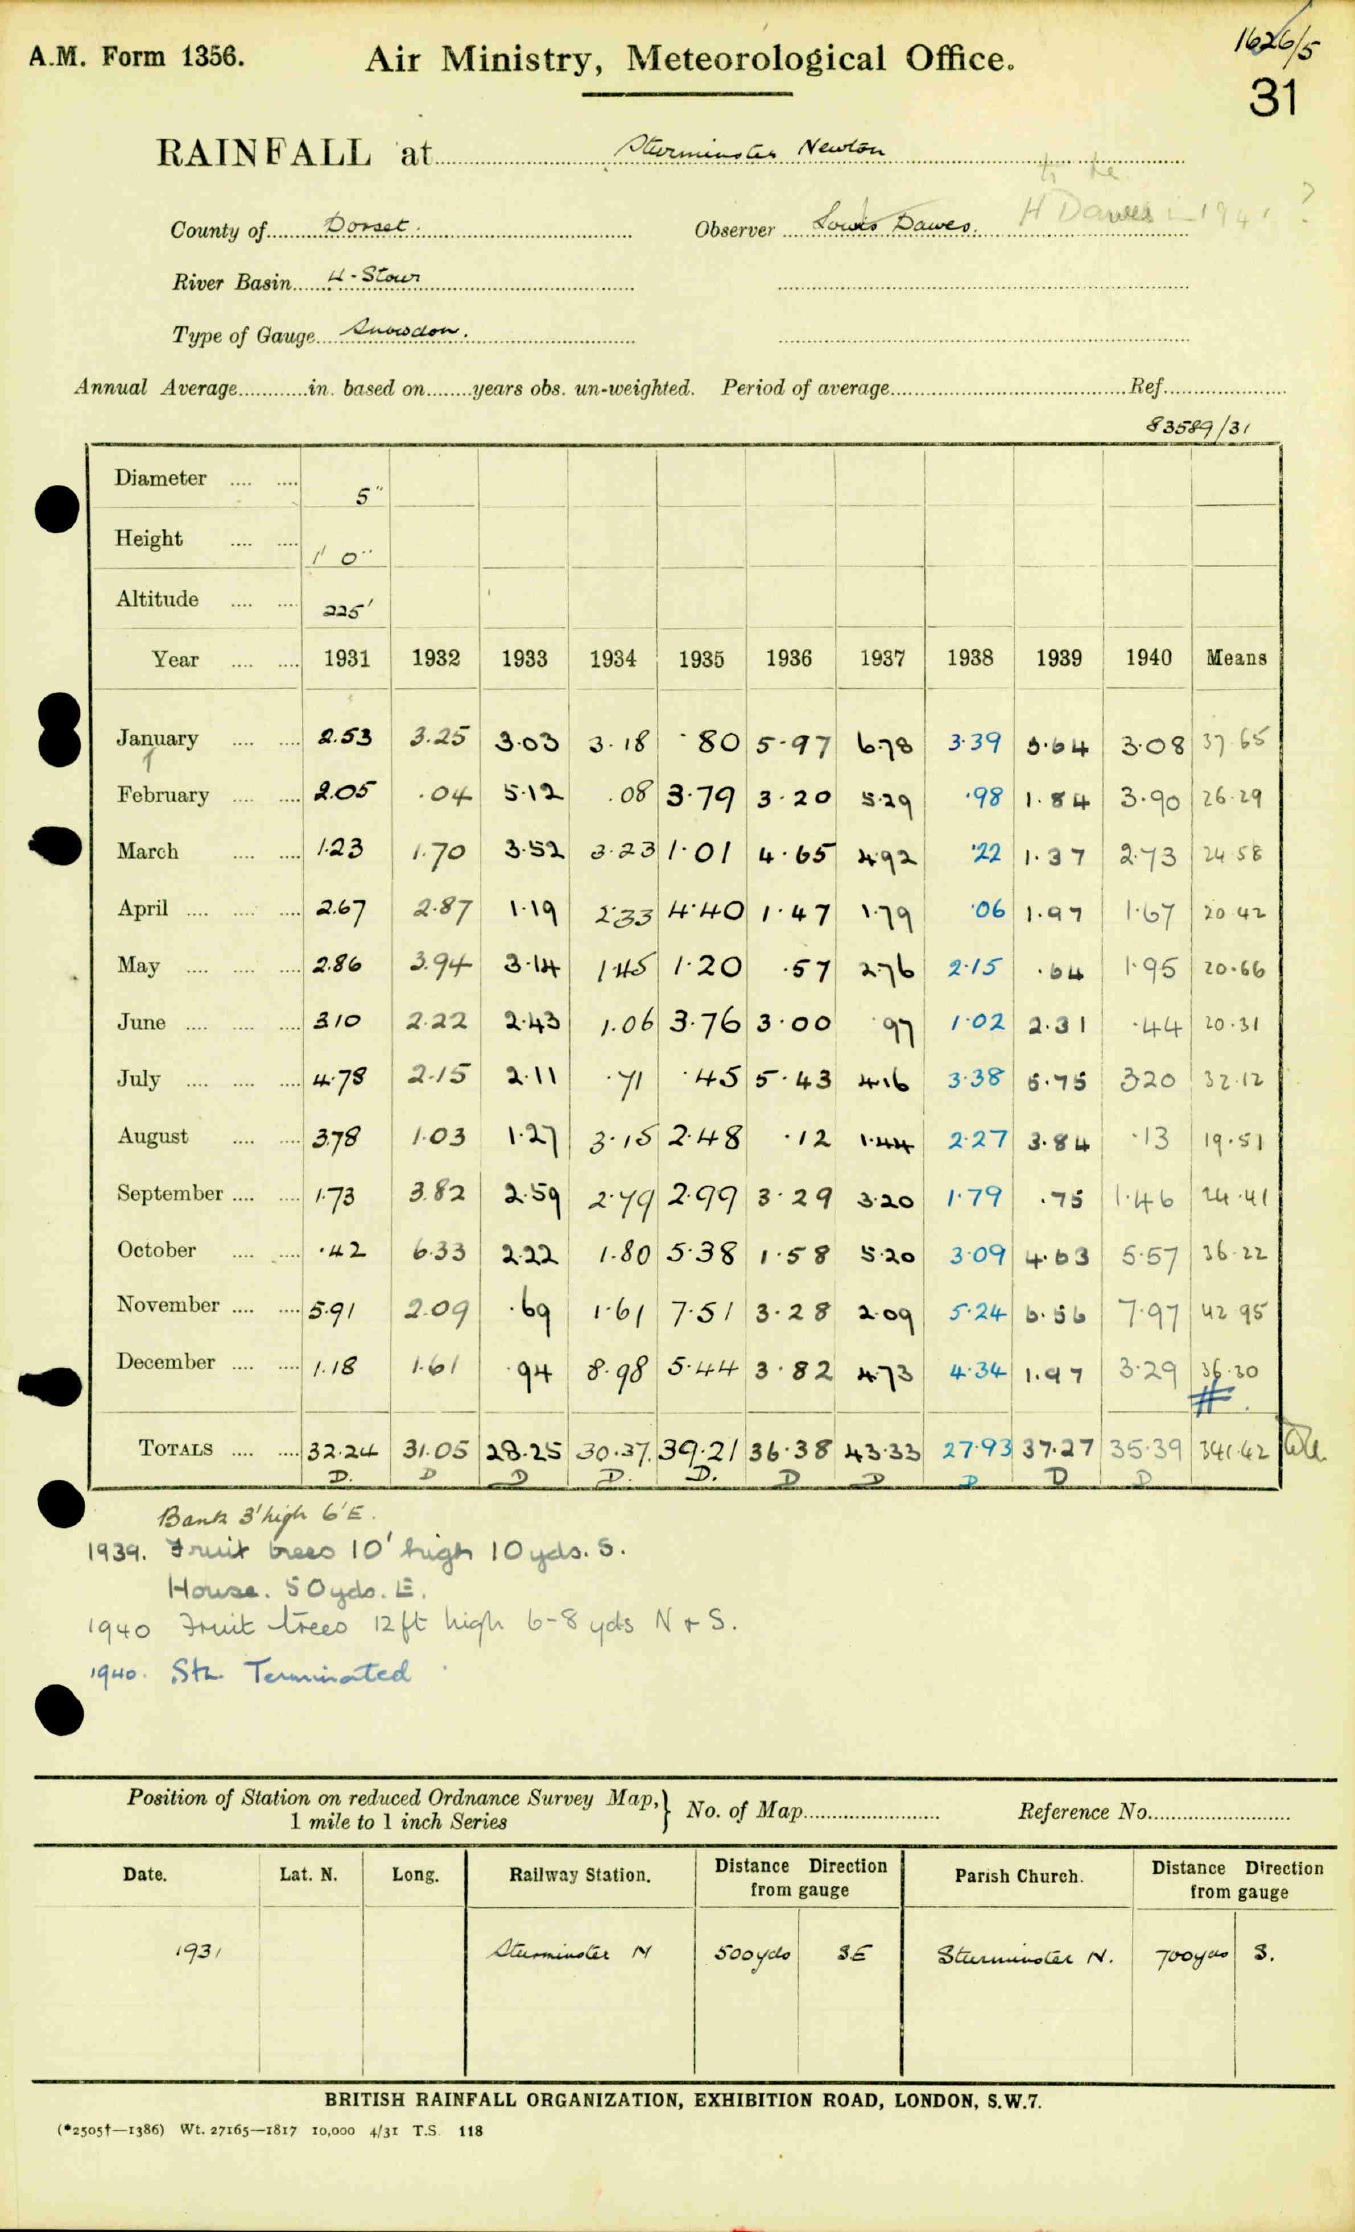 A.M. Form 1356.
Air Ministry, Meteorological Office.
1626/5
31
RAINFALL at Sturminster Newton
County of Dorset.
Observer Louis Dawes. H Dawes in 1941 ?
River Basin H-Stour
Type of Gauge Snowdon.
Annual Average in. based on years obs. un-weighted. Period of average Ref.
83589/31
Diameter 5"
Height 1' 0"
Altitude 225'
Year 1931 1932 1933 1934 1935 1936 1937 1938 1939 1940 Means
January 2.53 3.25 3.03 3.18 .80 5.97 6.78 3.39 5.64 3.08 37.65
February 2.05 .04 5.12 .08 3.79 3.20 5.29 .98 1.84 3.90 26.29
March 1.23 1.70 3.52 3.23 1.01 4.65 4.92 .22 1.37 2.73 24.58
April 2.67 2.87 1.19 2.33 4.40 1.47 1.79 .06 1.97 1.67 20.42
May 2.86 3.94 3.14 1.45 1.20 .57 2.76 2.15 .64 1.95 20.66
June 3.10 2.22 2.43 1.06 3.76 3.00 .97 1.02 2.31 .44 20.31
July 4.78 2.15 2.11 .71 .45 5.43 4.16 3.38 5.75 3.20 32.12
August 3.78 1.03 1.27 3.15 2.48 .12 1.44 2.27 3.84 .13 19.51
September 1.73 3.82 2.59 2.79 2.99 3.29 3.20 1.79 .75 1.46 24.41
October .42 6.33 2.22 1.80 5.38 1.58 5.20 3.09 4.63 5.57 36.22
November 5.91 2.09 .69 1.61 7.51 3.28 2.09 5.24 6.56 7.97 42.95
December 1.18 1.61 .94 8.98 5.44 3.82 4.73 4.34 1.97 3.29 36.30
TOTALS 32.24 31.05 28.25 30.37. 39.21 36.38 43.33 27.93 37.27 35.39 341.42
D. D D D. D. D D D D D
Bank 3' high 6' E.
1939. Fruit trees 10' high 10 yds. S.
House. 50 yds. E.
1940 Fruit trees 12 ft high 6-8 yds N + S.
1940. Stn. Terminated
Position of Station on reduced Ordnance Survey Map, 1 mile to 1 inch Series } No. of Map Reference No.
Date. Lat. N. Long. Railway Station. Distance Direction from gauge Parish Church. Distance Direction from gauge
1931 Sturminster N 500 yds SE Sturminster N. 700 yds S.
BRITISH RAINFALL ORGANIZATION, EXHIBITION ROAD, LONDON, S.W.7.
(*2505†—1386) Wt. 27165—1817 10,000 4/31 T.S. 118